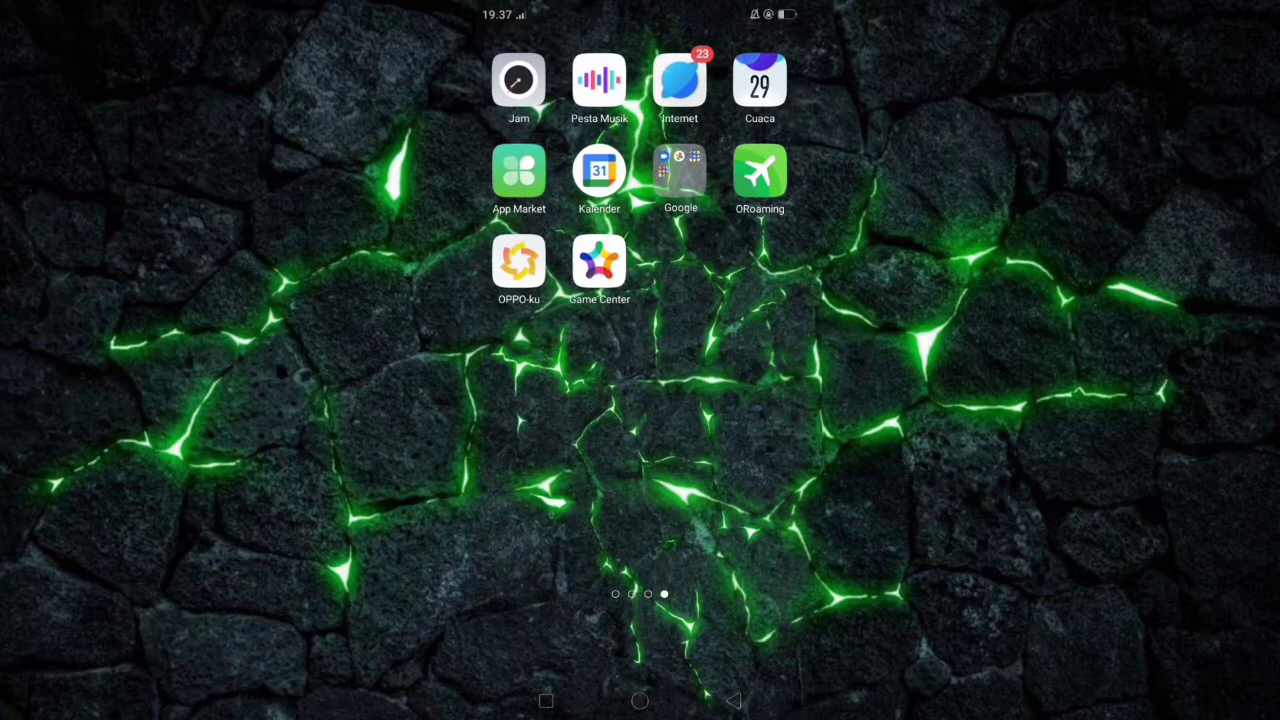 19.37
23
29
Jam
Pesta Musik
Internet
Cuaca
31
App Market
Kalender
Google
ORoaming
OPPO-ku
Game Center